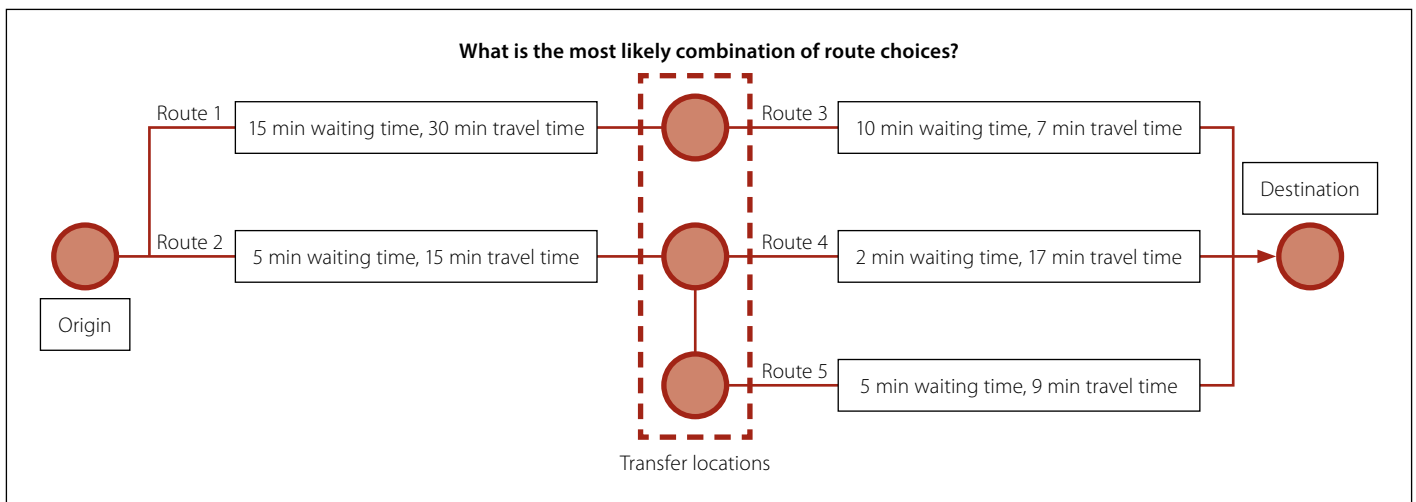 What is the most likely combination of route choices?
Route 1
15 min waiting time, 30 min travel time
Route 3
10 min waiting time, 7 min travel time
Destination
Route 2
5 min waiting time, 15 min travel time
Route 4
2 min waiting time, 17 min travel time
Origin
Route 5
5 min waiting time, 9 min travel time
Transfer locations